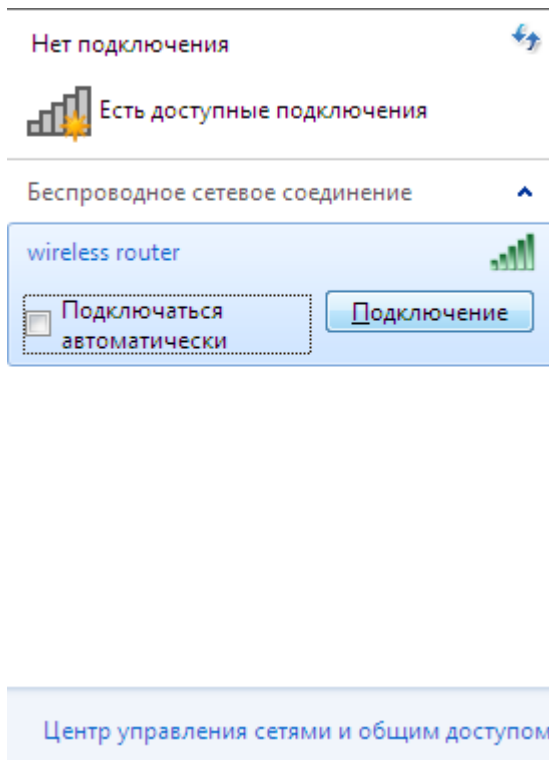 Нет подключения
Есть доступные подключения
Беспроводное сетевое соединение
wireless router
Подключаться
автоматически
Подключение
Центр управления сетями и общим доступом